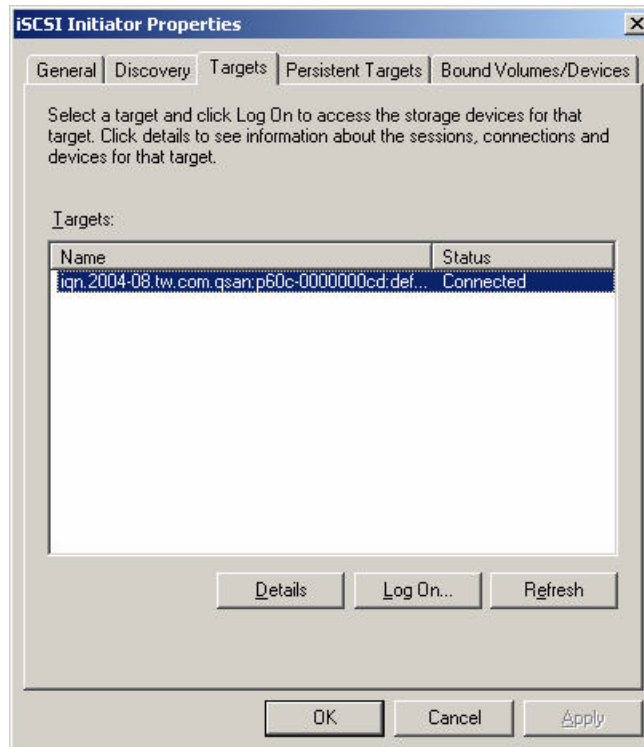 iSCSI Initiator Properties
General Discovery Targets Persistent Targets Bound Volumes/Devices
Select a target and click Log On to access the storage devices for that
target. Click details to see information about the sessions, connections and
devices for that target.
Targets:
Name Status
iqn.2004-08.tw.com.qsan:p60c-0000000cd:def... Connected
Details Log On... Refresh
OK Cancel Apply